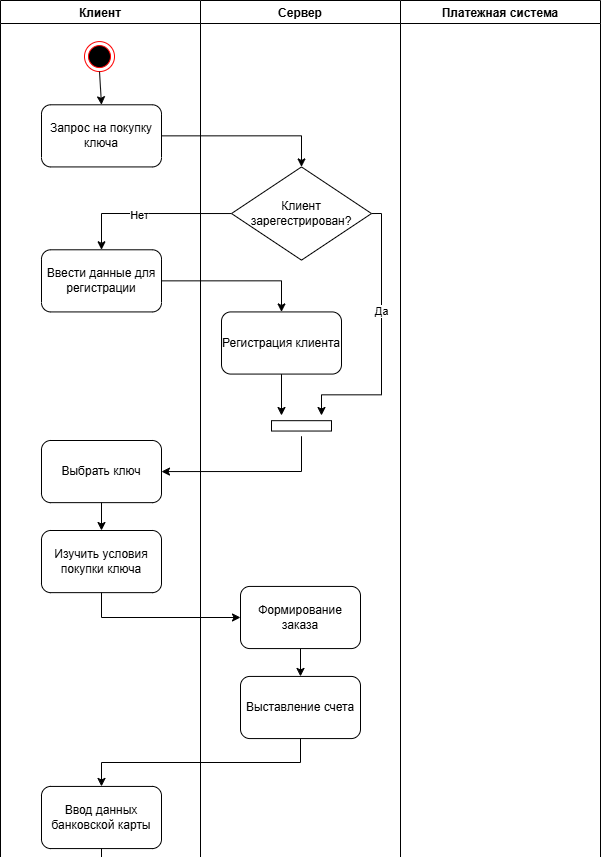 Клиент
Сервер
Платежная система
Запрос на покупку
ключа
Клиент
зарегестрирован?
Нет
Ввести данные для
регистрации
Да
Регистрация клиента
Выбрать ключ
Изучить условия
покупки ключа
Формирование
заказа
Выставление счета
Ввод данных
банковской карты